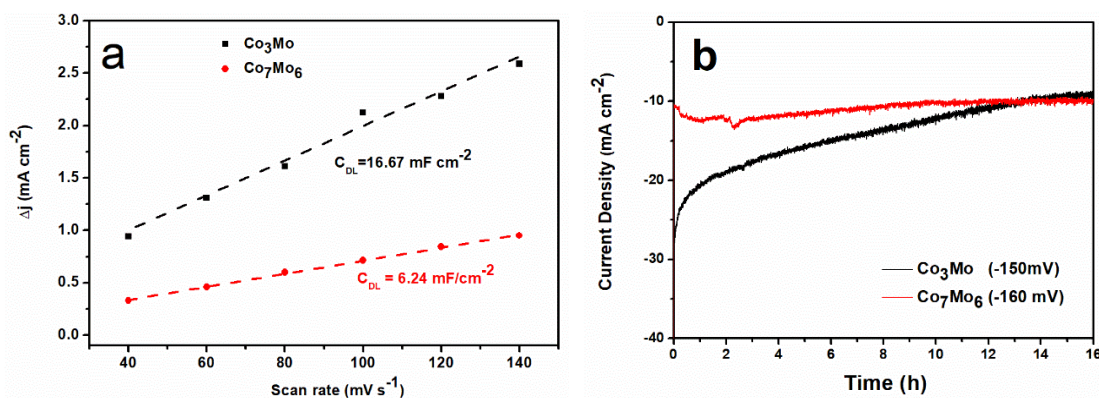 a
Co₃Mo
Co₇Mo₆
C_DL=16.67 mF cm⁻²
C_DL = 6.24 mF/cm⁻²
3.0
2.5
2.0
1.5
1.0
0.5
0.0
Δj (mA cm⁻²)
40 60 80 100 120 140
Scan rate (mV s⁻¹)
b
0
-10
-20
-30
-40
Current Density (mA cm⁻²)
Co₃Mo (-150mV)
Co₇Mo₆ (-160 mV)
0 2 4 6 8 10 12 14 16
Time (h)